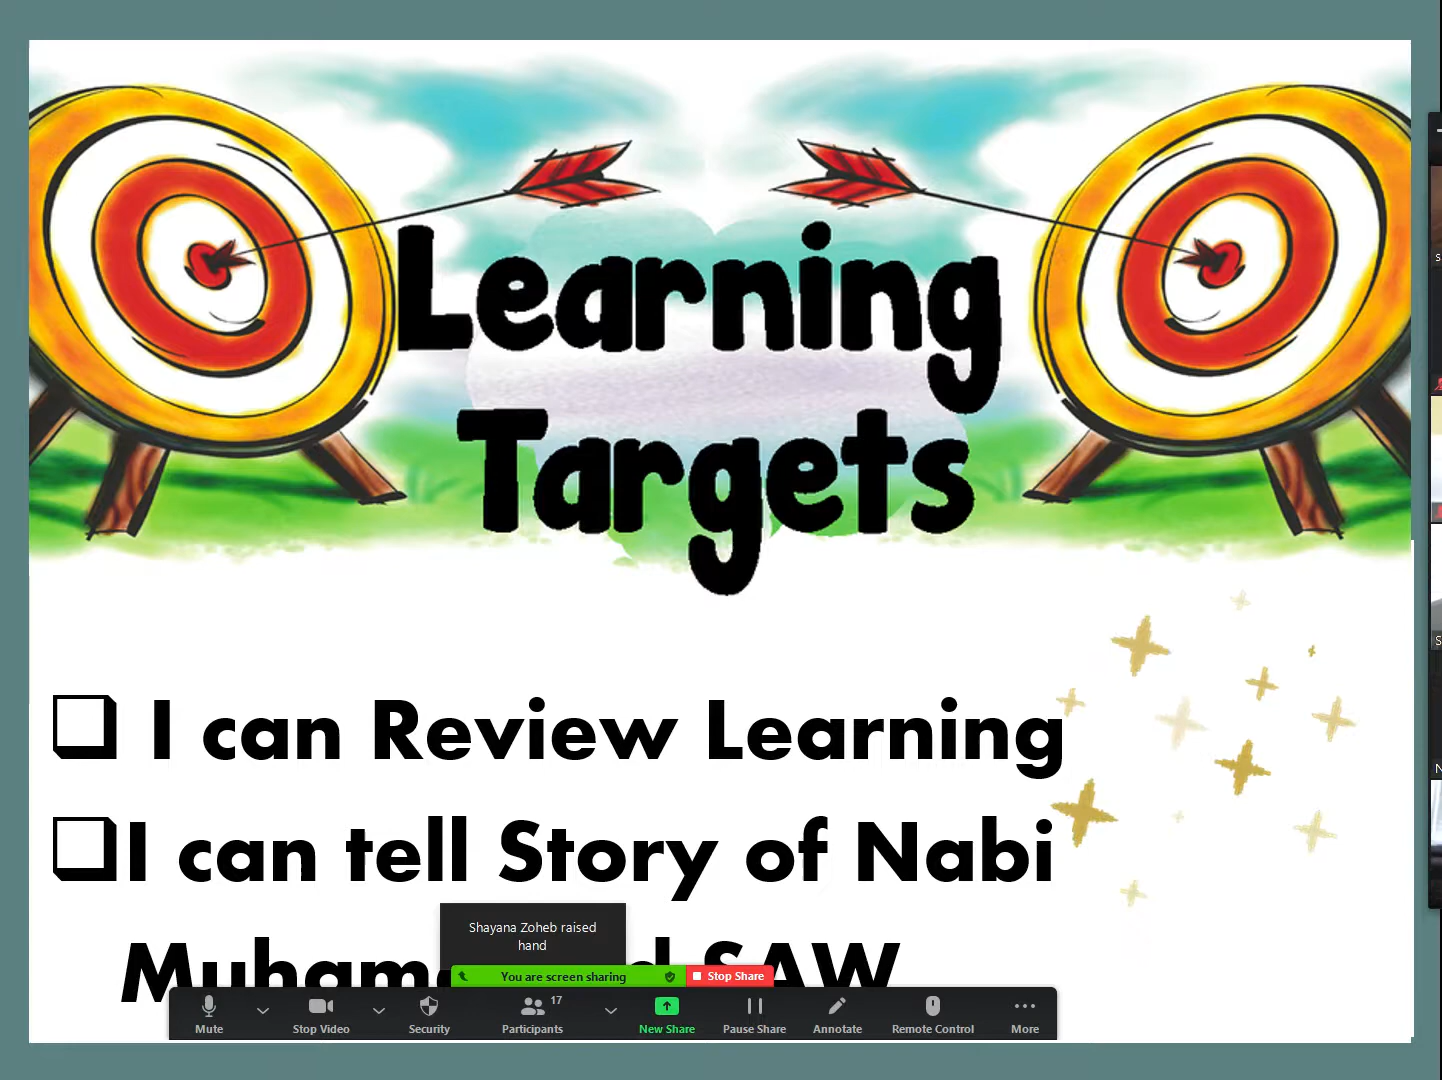 Learning
Targets
I can Review Learning
I can tell Story of Nabi
SAW
Shayana Zoheb raised
hand
You are screen sharing
Stop Share
17
Mute
Stop Video
Security
Participants
New Share
Pause Share
Annotate
Remote Control
More